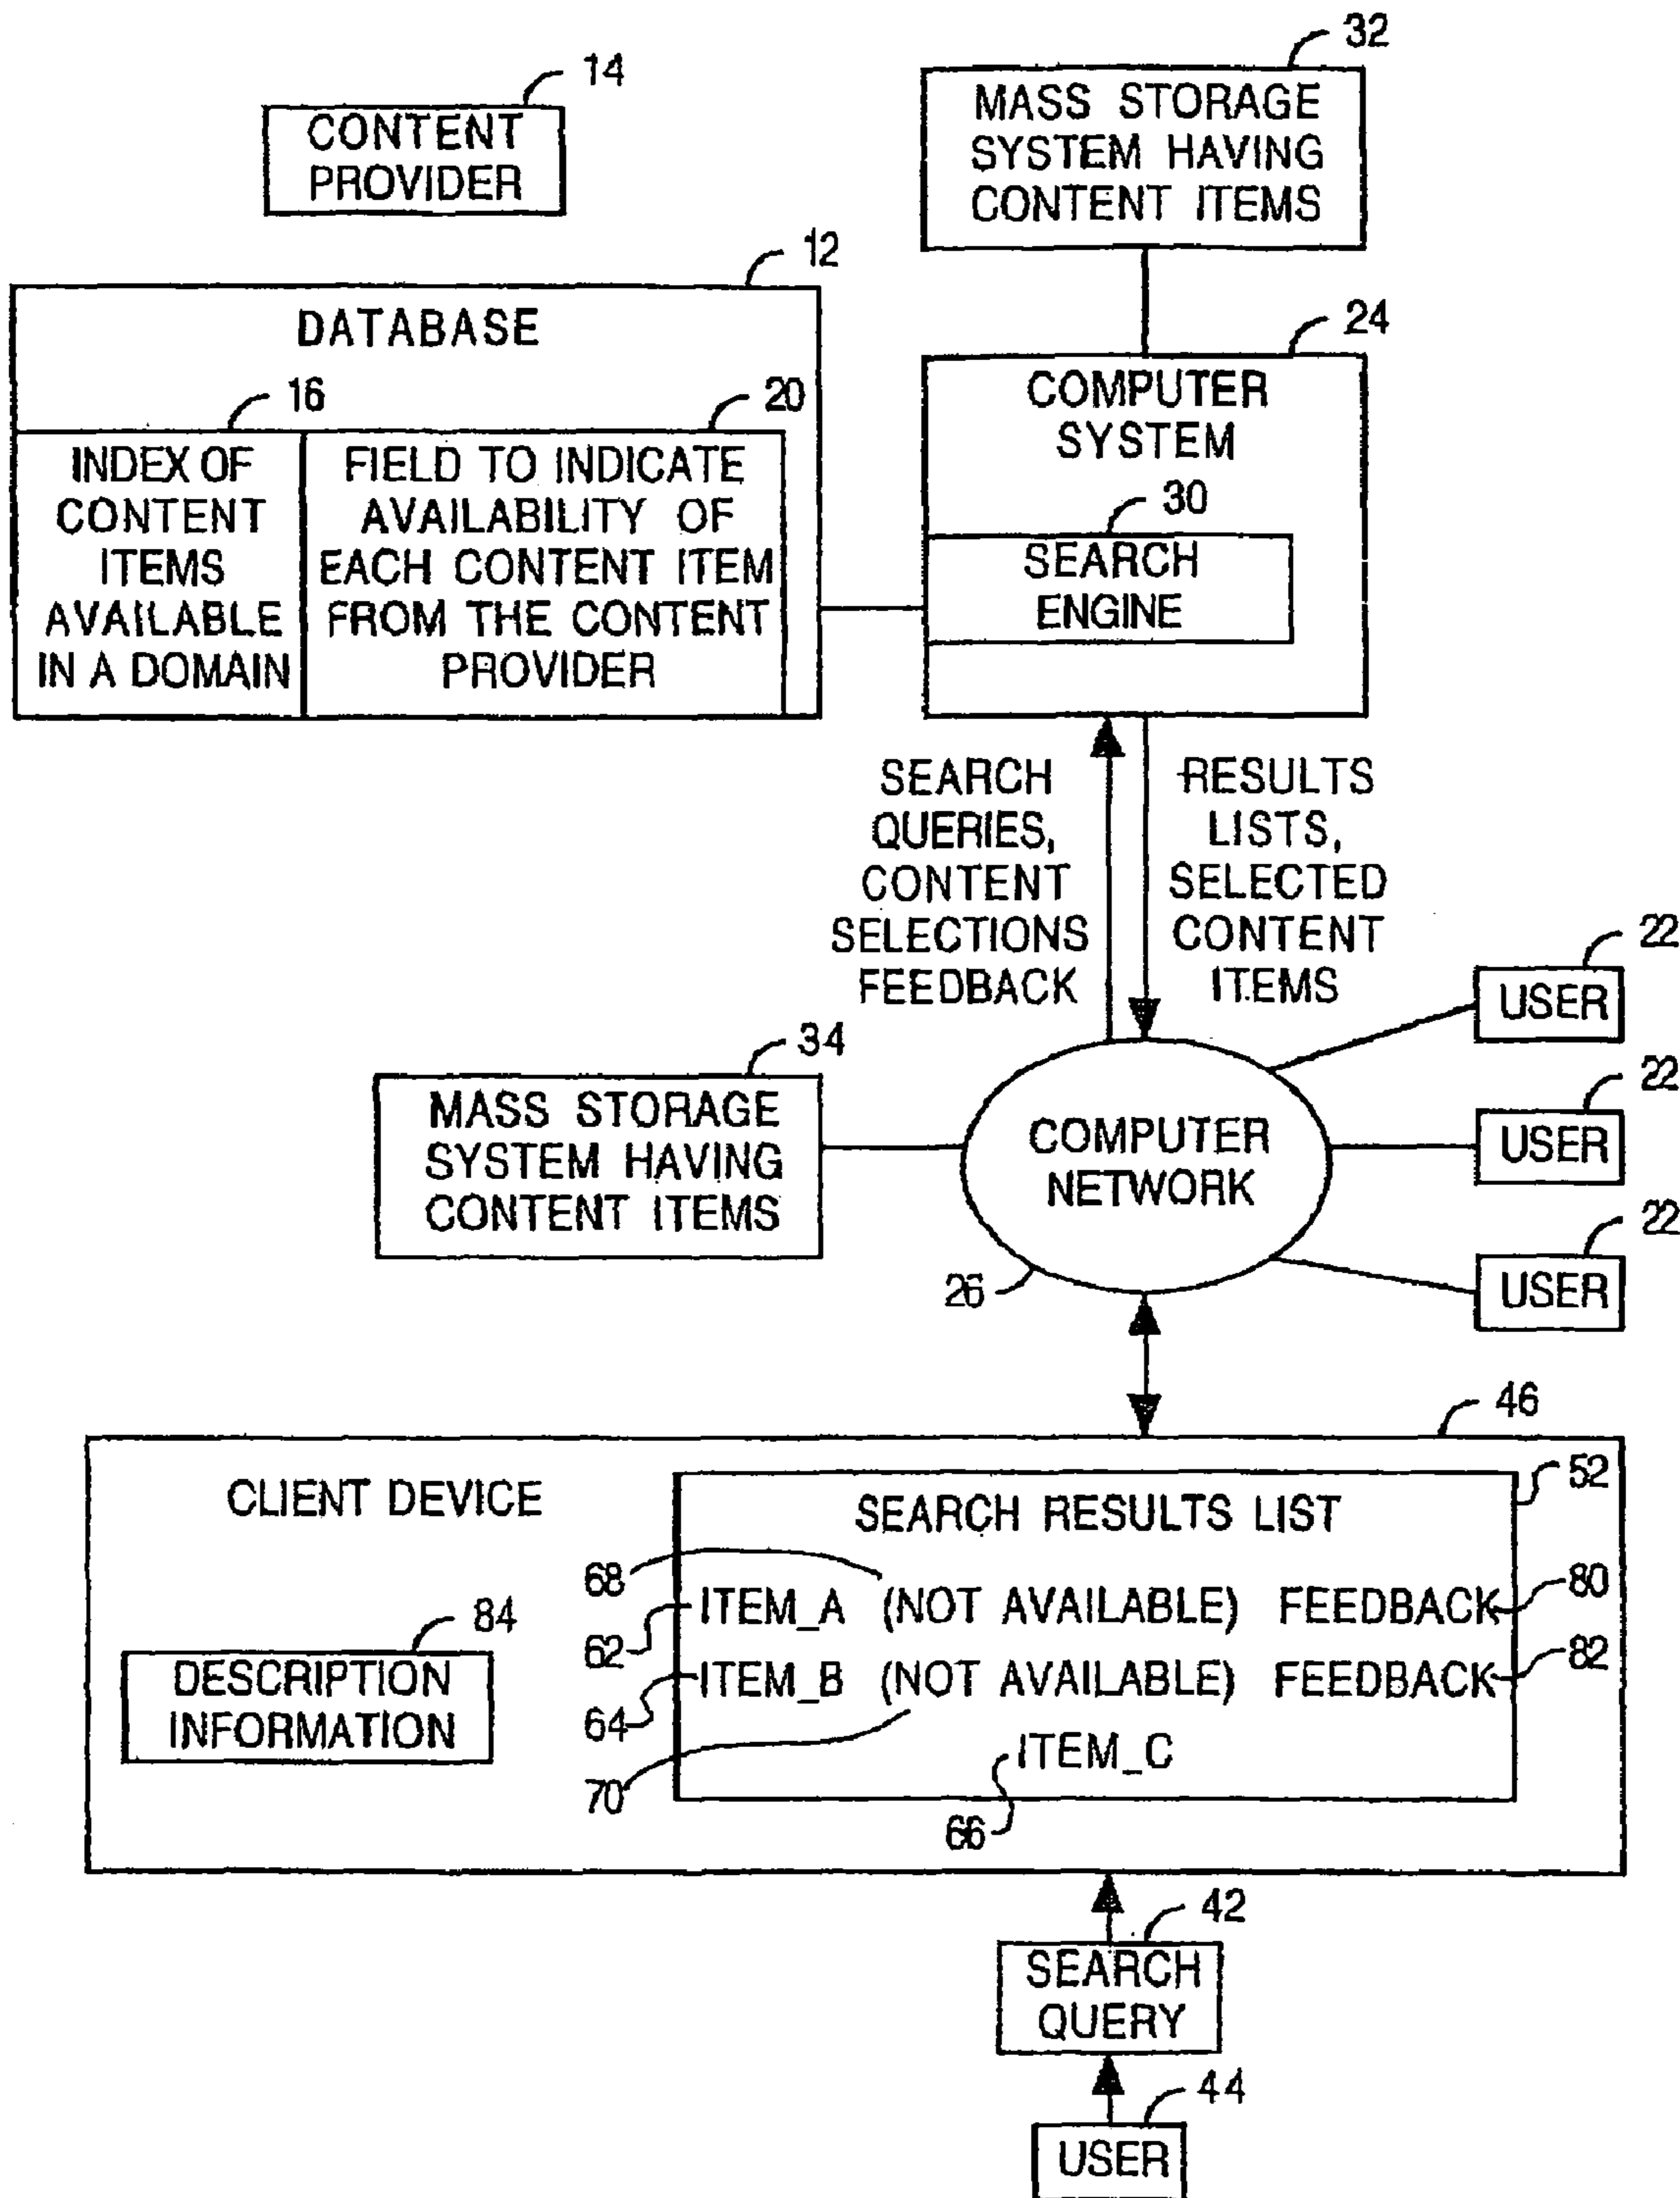 32
14
MASS STORAGE
SYSTEM HAVING
CONTENT ITEMS
CONTENT
PROVIDER
12
DATABASE
24
COMPUTER
SYSTEM
16
20
INDEX OF
CONTENT
ITEMS
AVAILABLE
IN A DOMAIN
FIELD TO INDICATE
AVAILABILITY OF
EACH CONTENT ITEM
FROM THE CONTENT
PROVIDER
30
SEARCH
ENGINE
SEARCH
QUERIES,
CONTENT
SELECTIONS
FEEDBACK
RESULTS
LISTS,
SELECTED
CONTENT
ITEMS
22
USER
22
USER
22
USER
34
MASS STORAGE
SYSTEM HAVING
CONTENT ITEMS
COMPUTER
NETWORK
26
46
CLIENT DEVICE
52
SEARCH RESULTS LIST
68
62 ITEM_A (NOT AVAILABLE) FEEDBACK 80
64 ITEM_B (NOT AVAILABLE) FEEDBACK 82
70
ITEM_C
66
84
DESCRIPTION
INFORMATION
42
SEARCH
QUERY
44
USER